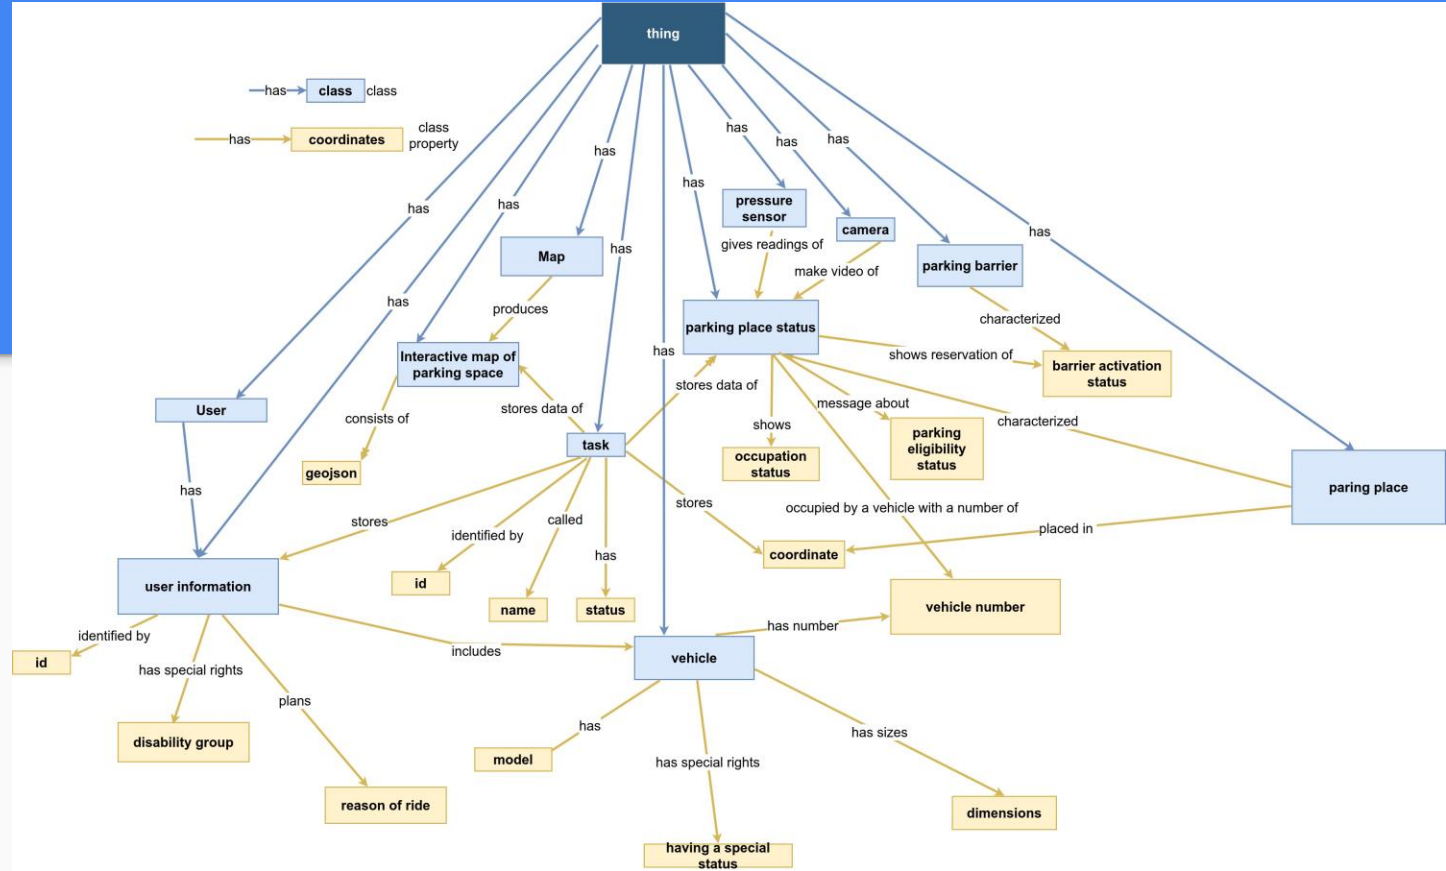 thing
has
class
class
has
coordinates
class
property
has
has
has
has
has
has
has
pressure
sensor
has
camera
has
has
has
has
Map
gives readings of
make video of
parking barrier
has
produces
parking place status
characterized
Interactive map of
parking space
has
shows reservation of
barrier activation
status
stores data of
message about
User
consists of
stores data of
shows
characterized
task
parking
eligibility
status
geojson
occupation
status
has
stores
paring place
stores
called
occupied by a vehicle with a number of
identified by
placed in
has
coordinate
user information
id
name
status
vehicle number
has number
identified by
includes
id
vehicle
has special rights
plans
has
has sizes
disability group
model
has special rights
reason of ride
dimensions
having a special
status